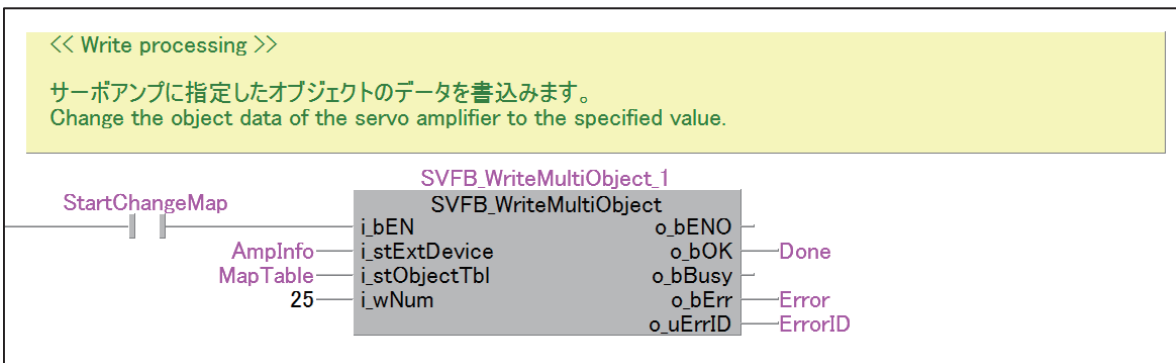 << Write processing >>
サーボアンプに指定したオブジェクトのデータを書込みます。
Change the object data of the servo amplifier to the specified value.
SVFB_WriteMultiObject_1
StartChangeMap
SVFB_WriteMultiObject
i_bEN o_bENO
AmpInfo i_stExtDevice o_bOK Done
MapTable i_stObjectTbl o_bBusy
25 i_wNum o_bErr Error
o_uErrID ErrorID